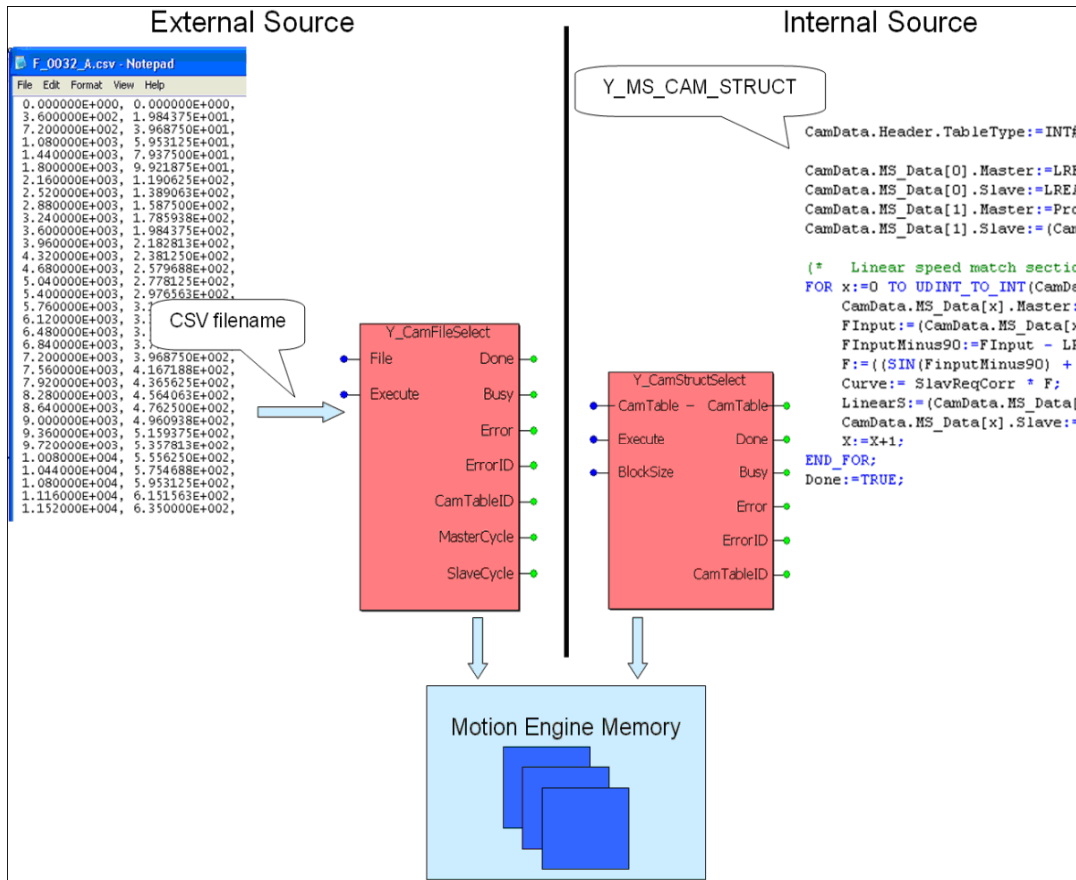 External Source
Internal Source
F_0032_A.csv - Notepad
File Edit Format View Help
0.000000E+000, 0.000000E+000,
3.600000E+002, 1.984375E+001,
7.200000E+002, 3.968750E+001,
1.080000E+003, 5.953125E+001,
1.440000E+003, 7.937500E+001,
1.800000E+003, 9.921875E+001,
2.160000E+003, 1.190625E+002,
2.520000E+003, 1.389063E+002,
2.880000E+003, 1.587500E+002,
3.240000E+003, 1.785938E+002,
3.600000E+003, 1.984375E+002,
3.960000E+003, 2.182813E+002,
4.320000E+003, 2.381250E+002,
4.680000E+003, 2.579688E+002,
5.040000E+003, 2.778125E+002,
5.400000E+003, 2.976563E+002,
5.760000E+003, 3.
6.120000E+003, 3.
6.480000E+003, 3.
6.840000E+003, 3.
7.200000E+003, 3.968750E+002,
7.560000E+003, 4.167188E+002,
7.920000E+003, 4.365625E+002,
8.280000E+003, 4.564063E+002,
8.640000E+003, 4.762500E+002,
9.000000E+003, 4.960938E+002,
9.360000E+003, 5.159375E+002,
9.720000E+003, 5.357813E+002,
1.008000E+004, 5.556250E+002,
1.044000E+004, 5.754688E+002,
1.080000E+004, 5.953125E+002,
1.116000E+004, 6.151563E+002,
1.152000E+004, 6.350000E+002,
CSV filename
Y_CamFileSelect
File Done
Execute Busy
Error
ErrorID
CamTableID
MasterCycle
SlaveCycle
Y_MS_CAM_STRUCT
CamData.Header.TableType:=INT#
CamData.MS_Data[0].Master:=LRE
CamData.MS_Data[0].Slave:=LREA
CamData.MS_Data[1].Master:=Pro
CamData.MS_Data[1].Slave:=(Cam
(* Linear speed match sectio
FOR x:=0 TO UDINT_TO_INT(CamDa
CamData.MS_Data[x].Master:
FInput:=(CamData.MS_Data[x
FInputMinus90:=FInput - LR
F:=((SIN(FinputMinus90) +
Curve:= SlavReqCorr * F;
LinearS:=(CamData.MS_Data[
CamData.MS_Data[x].Slave:=
X:=X+1;
END_FOR;
Done:=TRUE;
Y_CamStructSelect
CamTable – CamTable
Execute Done
BlockSize Busy
Error
ErrorID
CamTableID
Motion Engine Memory